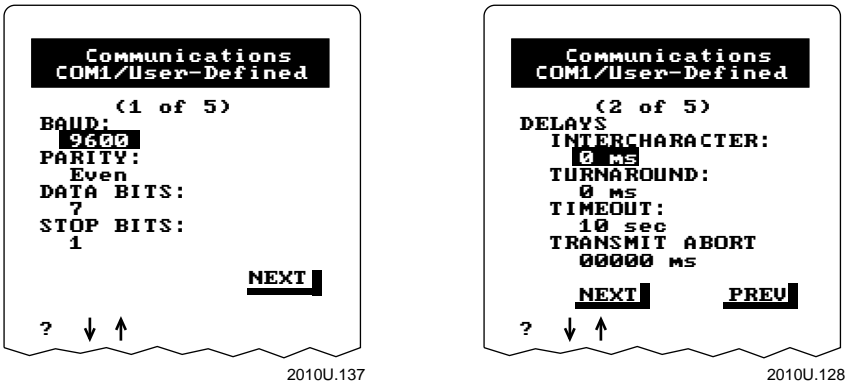 Communications
COM1/User-Defined
(1 of 5)
BAUD:
9600
PARITY:
Even
DATA BITS:
7
STOP BITS:
1
NEXT
? ↓ ↑
2010U.137
Communications
COM1/User-Defined
(2 of 5)
DELAYS
INTERCHARACTER:
0 ms
TURNAROUND:
0 ms
TIMEOUT:
10 sec
TRANSMIT ABORT
00000 ms
NEXT PREV
? ↓ ↑
2010U.128